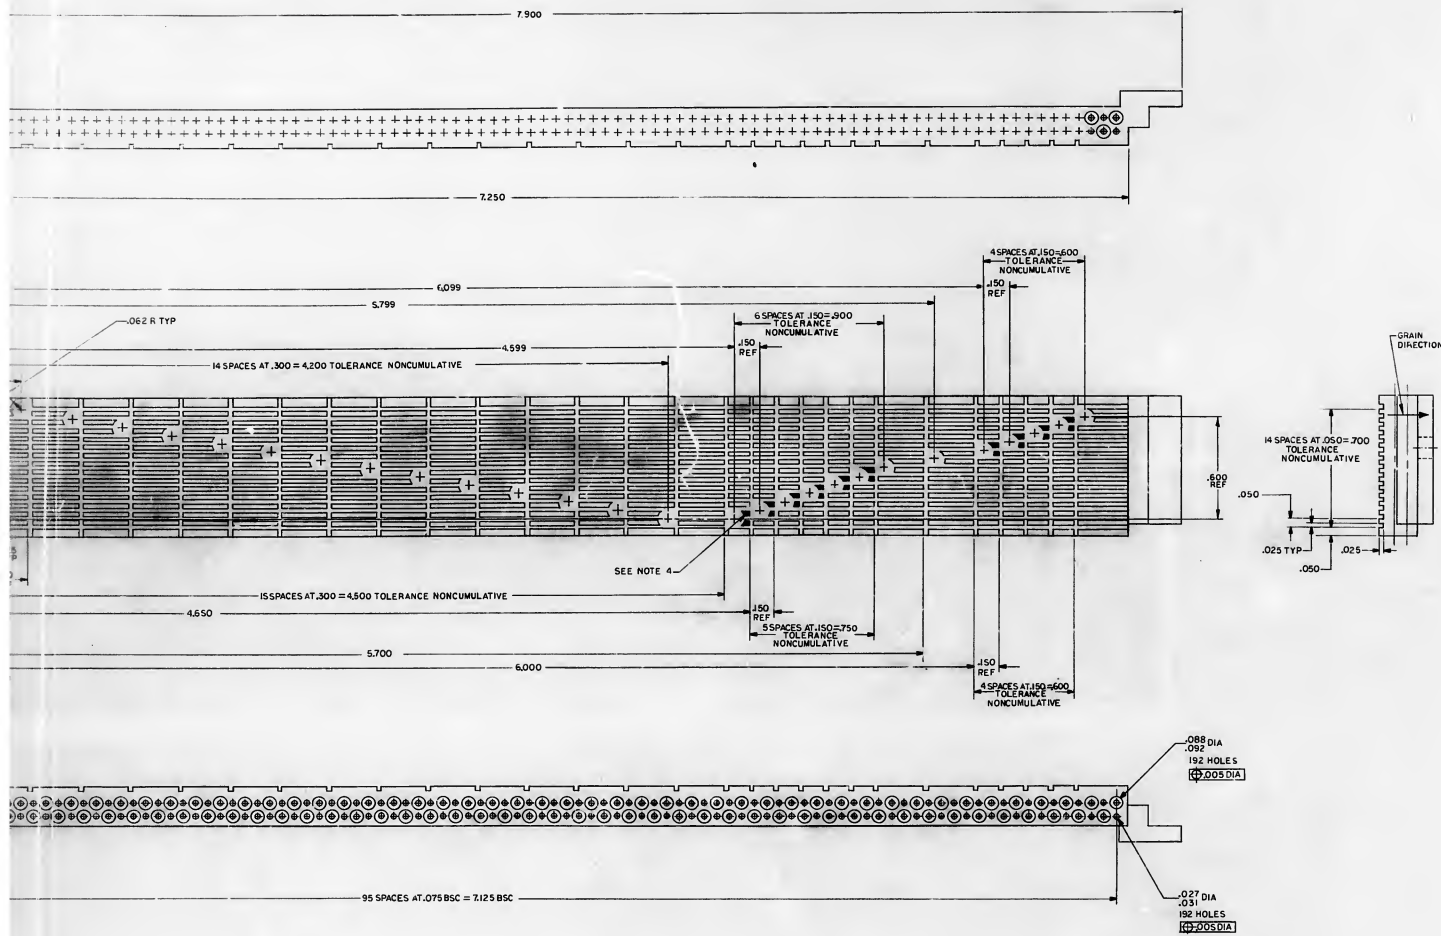 7.900
7.250
4 SPACES AT .150=.600
TOLERANCE
NONCUMULATIVE
6.099
.150
REF
5.799
6 SPACES AT .150=.900
TOLERANCE
NONCUMULATIVE
.062 R TYP
4.599
.150
REF
14 SPACES AT .300 = 4.200 TOLERANCE NONCUMULATIVE
GRAIN
DIRECTION
14 SPACES AT .050=.700
TOLERANCE
NONCUMULATIVE
.600
REF
.050
.025 TYP
.025
.050
SEE NOTE 4
15 SPACES AT .300 = 4.500 TOLERANCE NONCUMULATIVE
4.650
.150
REF
5 SPACES AT .150=.750
TOLERANCE
NONCUMULATIVE
5.700
6.000
.150
REF
4 SPACES AT .150=.600
TOLERANCE
NONCUMULATIVE
.088 DIA
.092
192 HOLES
⌖ .005 DIA
95 SPACES AT .075 BSC = 7.125 BSC
.027 DIA
.031
192 HOLES
⌖ .005 DIA